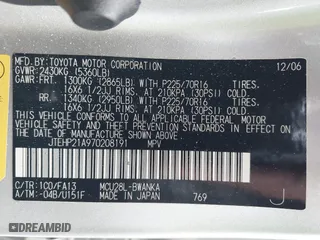 MFD.BY:TOYOTA MOTOR CORPORATION 12/06
GVWR:2430KG (5360LB)
GAWR:FRT. 1300KG (2865LB) WITH P225/70R16 TIRES,
16X6 1/2JJ RIMS, AT 210KPA (30PSI) COLD.
RR. 1340KG (2950LB) WITH P225/70R16 TIRES,
16X6 1/2JJ RIMS, AT 210KPA (30PSI) COLD.
THIS VEHICLE CONFORMS TO ALL APPLICABLE FEDERAL MOTOR
VEHICLE SAFETY AND THEFT PREVENTION STANDARDS IN
EFFECT ON THE DATE OF MANUFACTURE SHOWN ABOVE.
JTEHP21A970208191 MPV
C/TR:1C0/FA13 MCU28L-BWANKA
A/TM:-04B/U151F MADE IN JAPAN 769 J
AUTOBIDMASTER